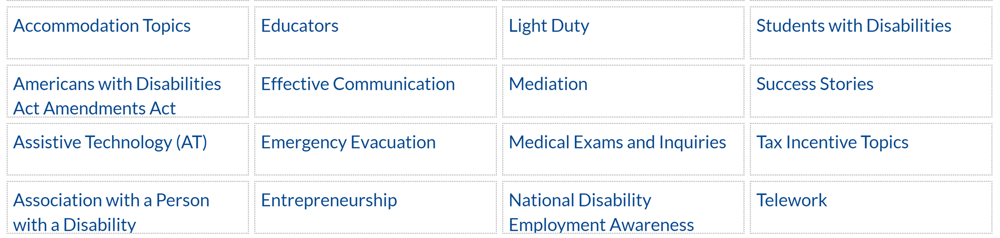 Accommodation Topics
Educators
Light Duty
Students with Disabilities
Americans with Disabilities
Act Amendments Act
Effective Communication
Mediation
Success Stories
Assistive Technology (AT)
Emergency Evacuation
Medical Exams and Inquiries
Tax Incentive Topics
Association with a Person
with a Disability
Entrepreneurship
National Disability
Employment Awareness
Telework